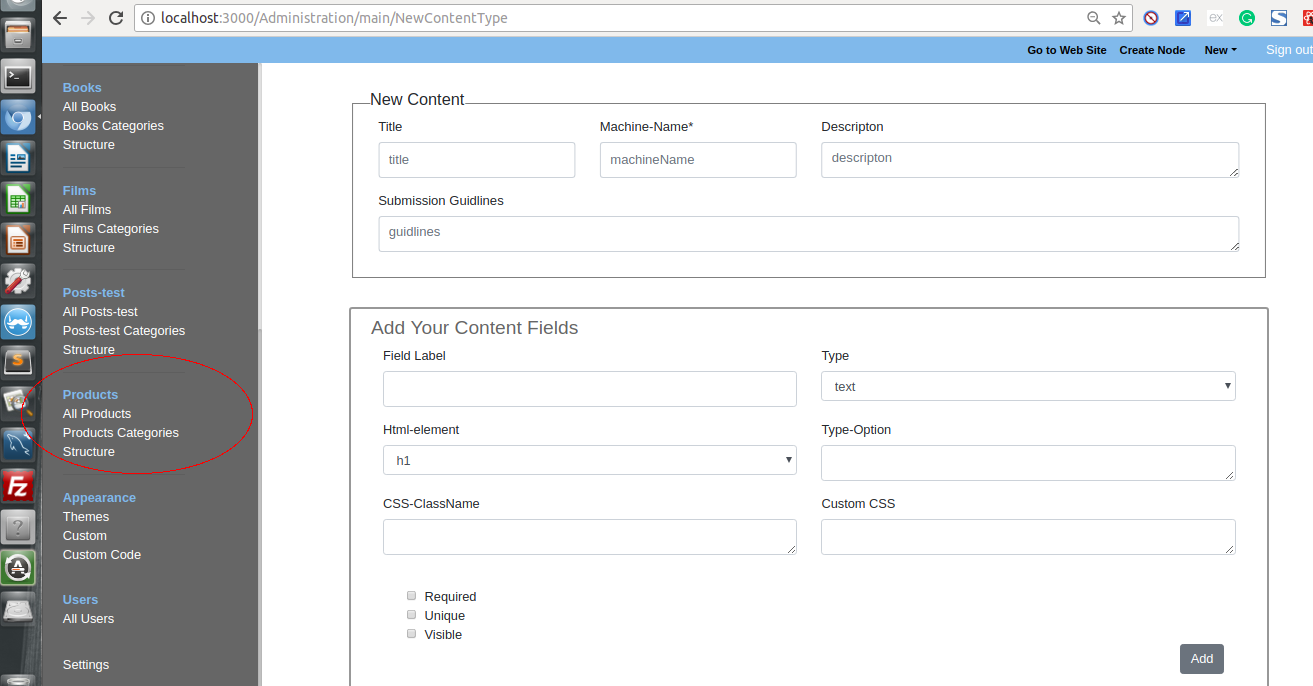 localhost:3000/Administration/main/NewContentType
ex
Go to Web Site Create Node New Sign out
Books
All Books
Books Categories
Structure
Films
All Films
Films Categories
Structure
Posts-test
All Posts-test
Posts-test Categories
Structure
Products
All Products
Products Categories
Structure
Appearance
Themes
Custom
Custom Code
Users
All Users
Settings
New Content
Title Machine-Name* Descripton
title machineName descripton
Submission Guidlines
guidlines
Add Your Content Fields
Field Label Type
text
Html-element Type-Option
h1
CSS-ClassName Custom CSS
Required
Unique
Visible
Add